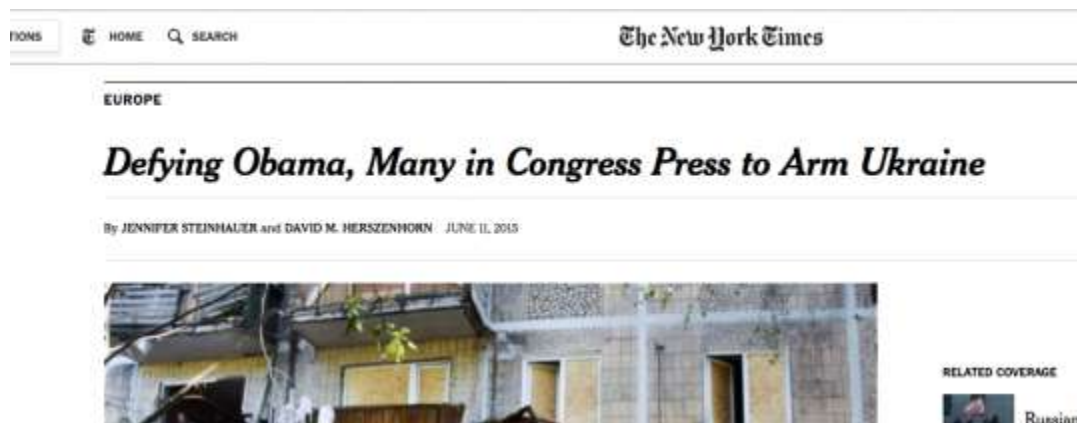 TIONS
HOME
SEARCH
The New York Times
EUROPE
Defying Obama, Many in Congress Press to Arm Ukraine
By JENNIFER STEINHAUER and DAVID M. HERSZENHORN JUNE 11, 2015
RELATED COVERAGE
Russian